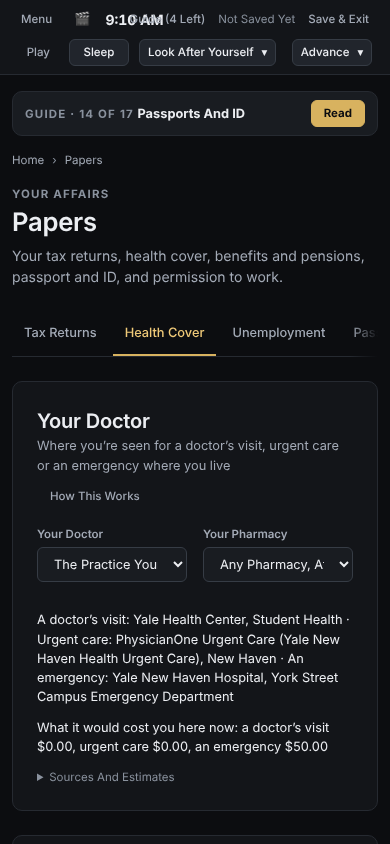 Menu 🎬 9:10 AM (4 Left) Not Saved Yet Save & Exit
Play Sleep Look After Yourself ▾ Advance ▾
GUIDE · 14 OF 17 Passports And ID Read
Home › Papers
YOUR AFFAIRS
Papers
Your tax returns, health cover, benefits and pensions,
passport and ID, and permission to work.
Tax Returns Health Cover Unemployment Pas
Your Doctor
Where you’re seen for a doctor’s visit, urgent care
or an emergency where you live
How This Works
Your Doctor Your Pharmacy
The Practice You Any Pharmacy, A
A doctor’s visit: Yale Health Center, Student Health ·
Urgent care: PhysicianOne Urgent Care (Yale New
Haven Health Urgent Care), New Haven · An
emergency: Yale New Haven Hospital, York Street
Campus Emergency Department
What it would cost you here now: a doctor’s visit
$0.00, urgent care $0.00, an emergency $50.00
▶ Sources And Estimates